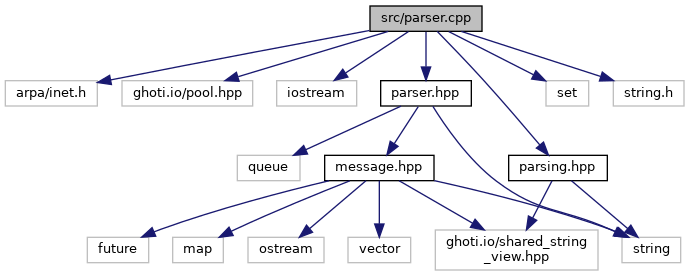 src/parser.cpp
arpa/inet.h
ghoti.io/pool.hpp
iostream
parser.hpp
set
string.h
queue
message.hpp
parsing.hpp
future
map
ostream
vector
ghoti.io/shared_string
_view.hpp
string